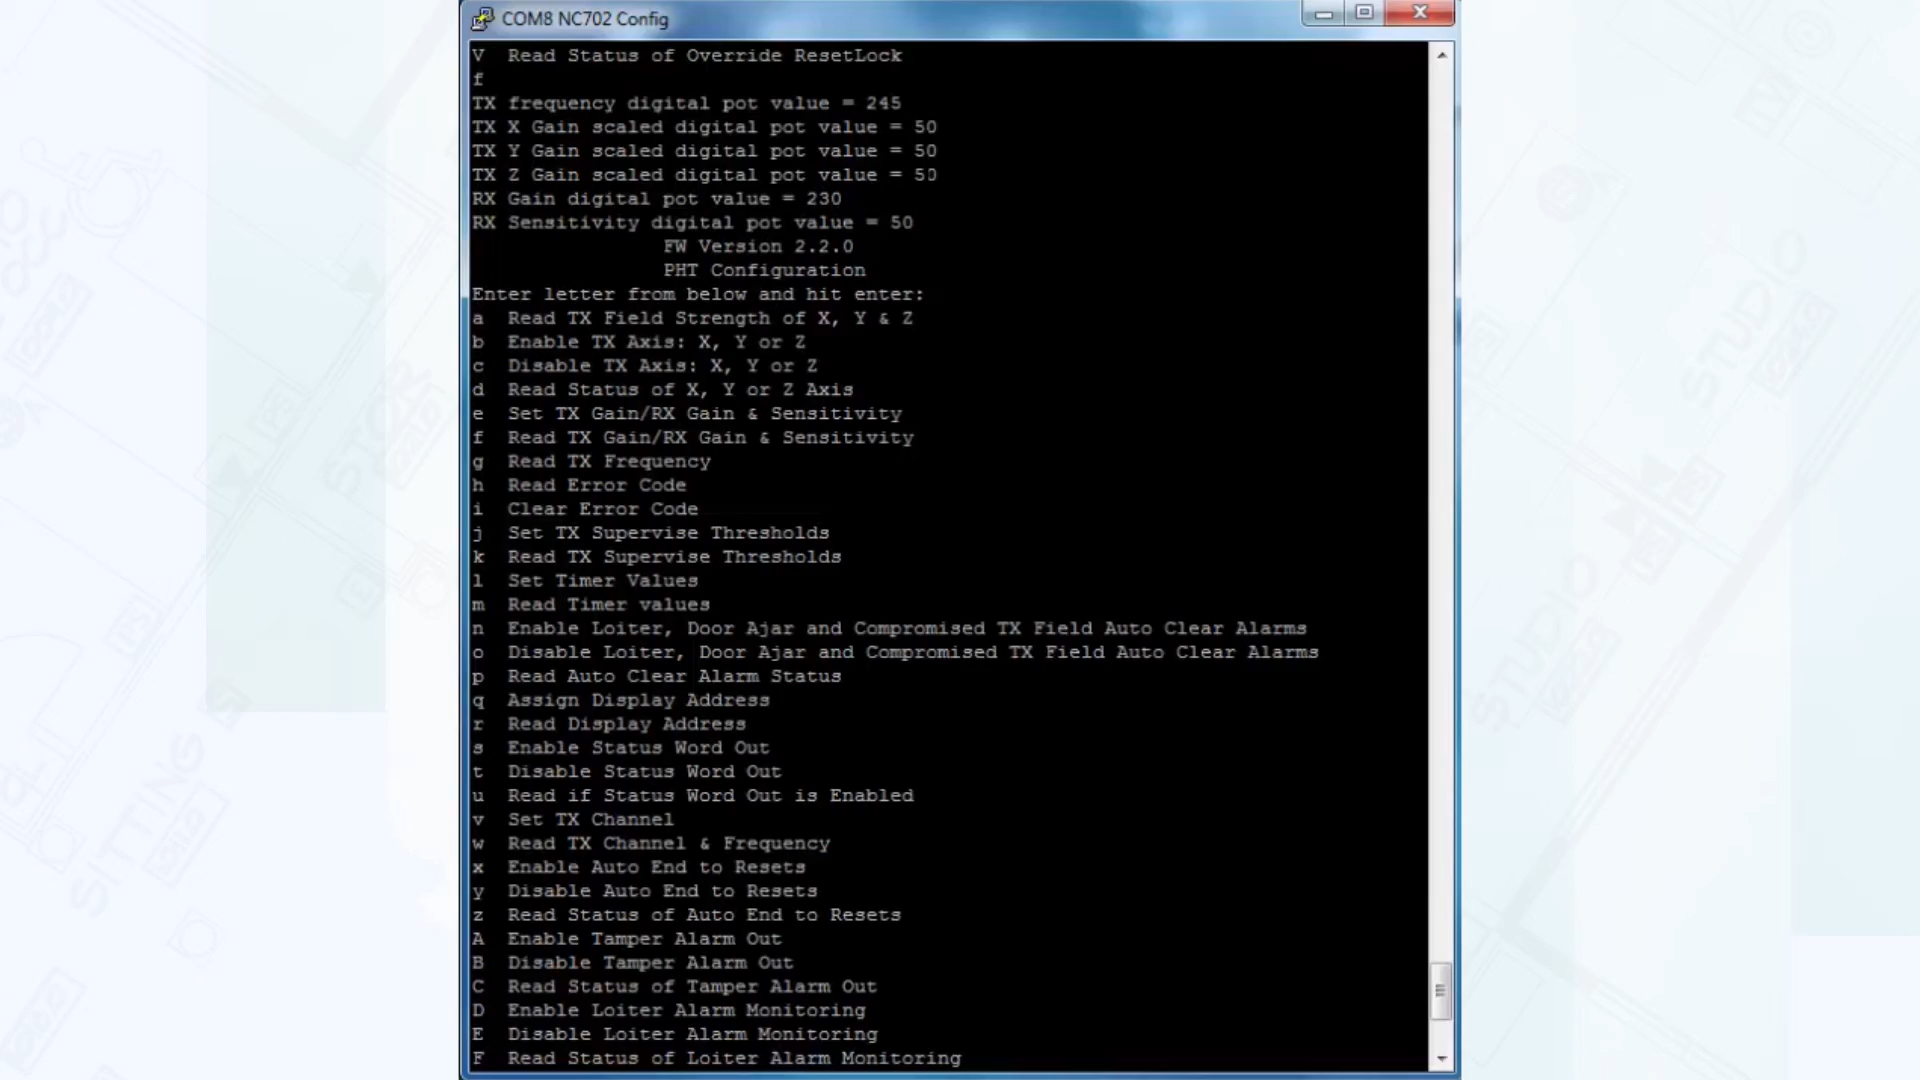 COM8 NC702 Config
V Read Status of Override ResetLock
f
TX frequency digital pot value = 245
TX X Gain scaled digital pot value = 50
TX Y Gain scaled digital pot value = 50
TX Z Gain scaled digital pot value = 50
RX Gain digital pot value = 230
RX Sensitivity digital pot value = 50
FW Version 2.2.0
PHT Configuration
Enter letter from below and hit enter:
a Read TX Field Strength of X, Y & Z
b Enable TX Axis: X, Y or Z
c Disable TX Axis: X, Y or Z
d Read Status of X, Y or Z Axis
e Set TX Gain/RX Gain & Sensitivity
f Read TX Gain/RX Gain & Sensitivity
g Read TX Frequency
h Read Error Code
i Clear Error Code
j Set TX Supervise Thresholds
k Read TX Supervise Thresholds
l Set Timer Values
m Read Timer values
n Enable Loiter, Door Ajar and Compromised TX Field Auto Clear Alarms
o Disable Loiter, Door Ajar and Compromised TX Field Auto Clear Alarms
p Read Auto Clear Alarm Status
q Assign Display Address
r Read Display Address
s Enable Status Word Out
t Disable Status Word Out
u Read if Status Word Out is Enabled
v Set TX Channel
w Read TX Channel & Frequency
x Enable Auto End to Resets
y Disable Auto End to Resets
z Read Status of Auto End to Resets
A Enable Tamper Alarm Out
B Disable Tamper Alarm Out
C Read Status of Tamper Alarm Out
D Enable Loiter Alarm Monitoring
E Disable Loiter Alarm Monitoring
F Read Status of Loiter Alarm Monitoring
STUDIO
STUDIO
SITTING